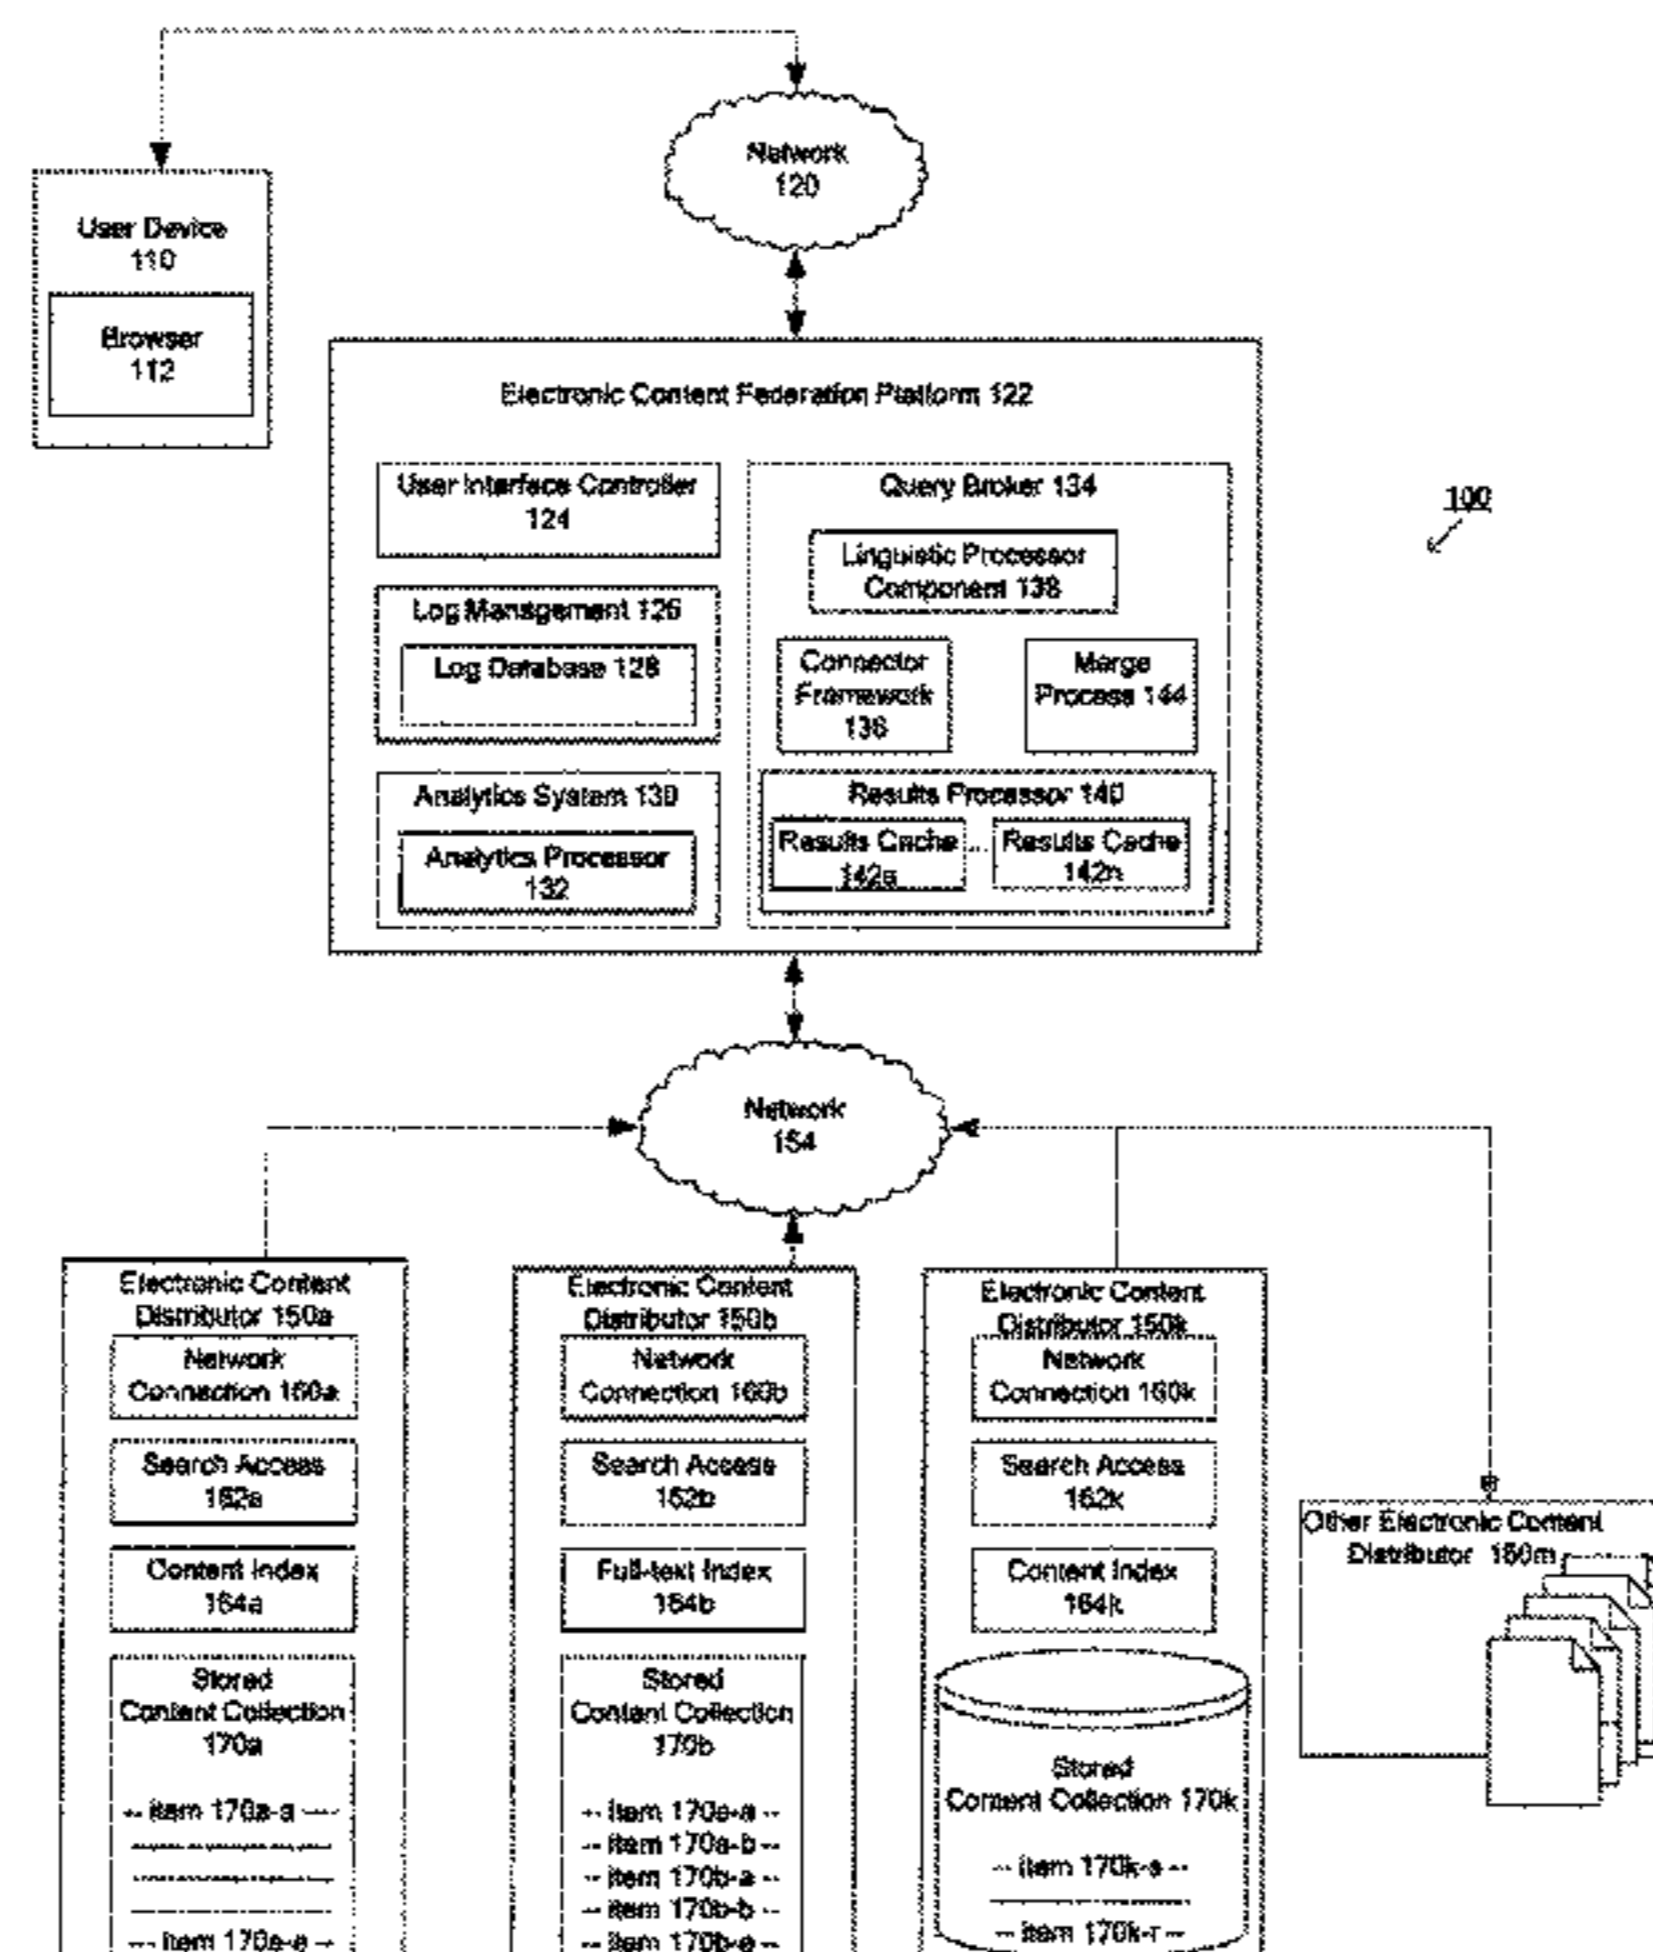 Network
120
User Device
110
Browser
112
Electronic Content Federation Platform 122
User Interface Controller
124
Query Broker 134
100
Linguistic Processor
Component 138
Log Management 126
Log Database 128
Connector
Framework
136
Merge
Process 144
Analytics System 130
Results Processor 140
Analytics Processor
132
Results Cache
142a
...
Results Cache
142n
Network
154
Electronic Content
Distributor 150a
Network
Connection 160a
Search Access
162a
Content Index
164a
Stored
Content Collection
170a
-- item 170a-a --
-- item 170a-e --
Electronic Content
Distributor 150b
Network
Connection 160b
Search Access
162b
Full-text Index
164b
Stored
Content Collection
170b
-- item 170a-a --
-- item 170a-b --
-- item 170b-a --
-- item 170b-b --
-- item 170b-e --
Electronic Content
Distributor 150k
Network
Connection 160k
Search Access
162k
Content Index
164k
Stored
Content Collection 170k
-- item 170k-a --
-- item 170k-r --
Other Electronic Content
Distributor 150m